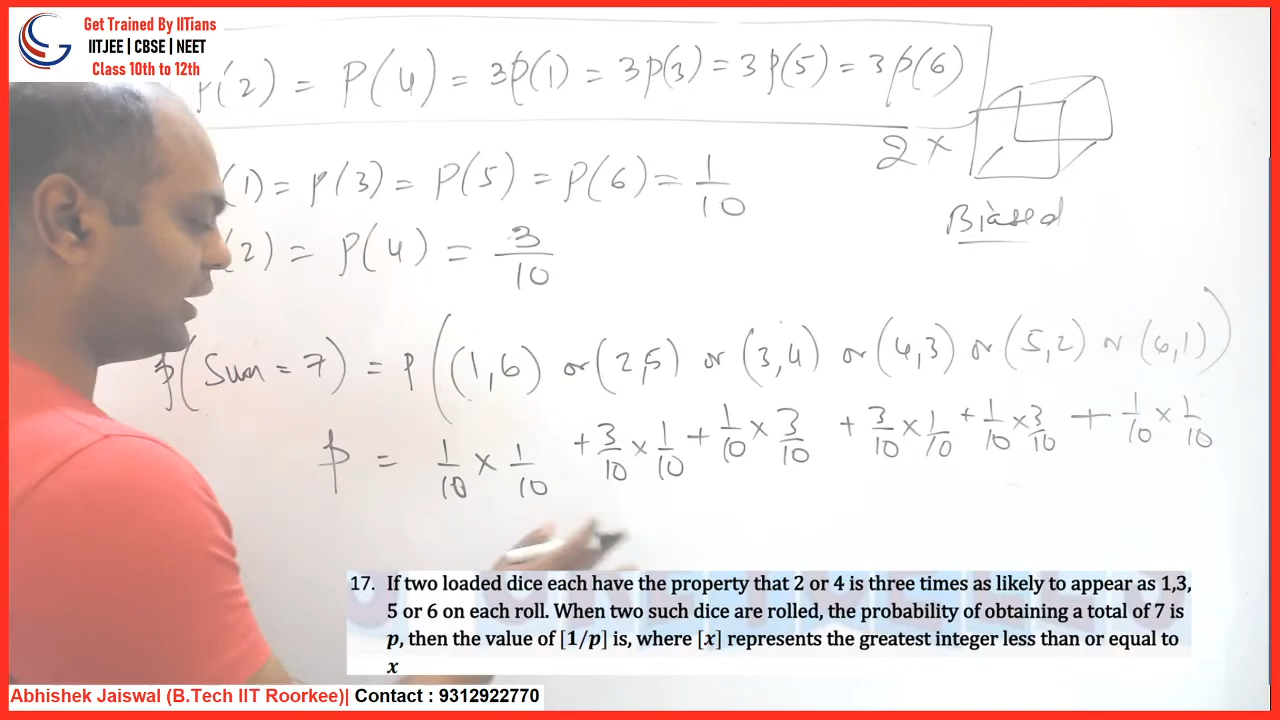 Get Trained By IITians
IITJEE | CBSE | NEET
Class 10th to 12th
p(2) = P(4) = 3p(1) = 3p(3) = 3p(5) = 3p(6)
2 x
(1) = p(3) = P(5) = P(6) = 1/10
Biased
(2) = p(4) = 3/10
p(Sum = 7) = p((1,6) or (2,5) or (3,4) or (4,3) or (5,2) or (6,1))
p = 1/10 × 1/10 + 3/10 × 1/10 + 1/10 × 3/10 + 3/10 × 1/10 + 1/10 × 3/10 + 1/10 × 1/10
17. If two loaded dice each have the property that 2 or 4 is three times as likely to appear as 1,3,
5 or 6 on each roll. When two such dice are rolled, the probability of obtaining a total of 7 is
p, then the value of [1/p] is, where [x] represents the greatest integer less than or equal to
x
Abhishek Jaiswal (B.Tech IIT Roorkee)| Contact : 9312922770